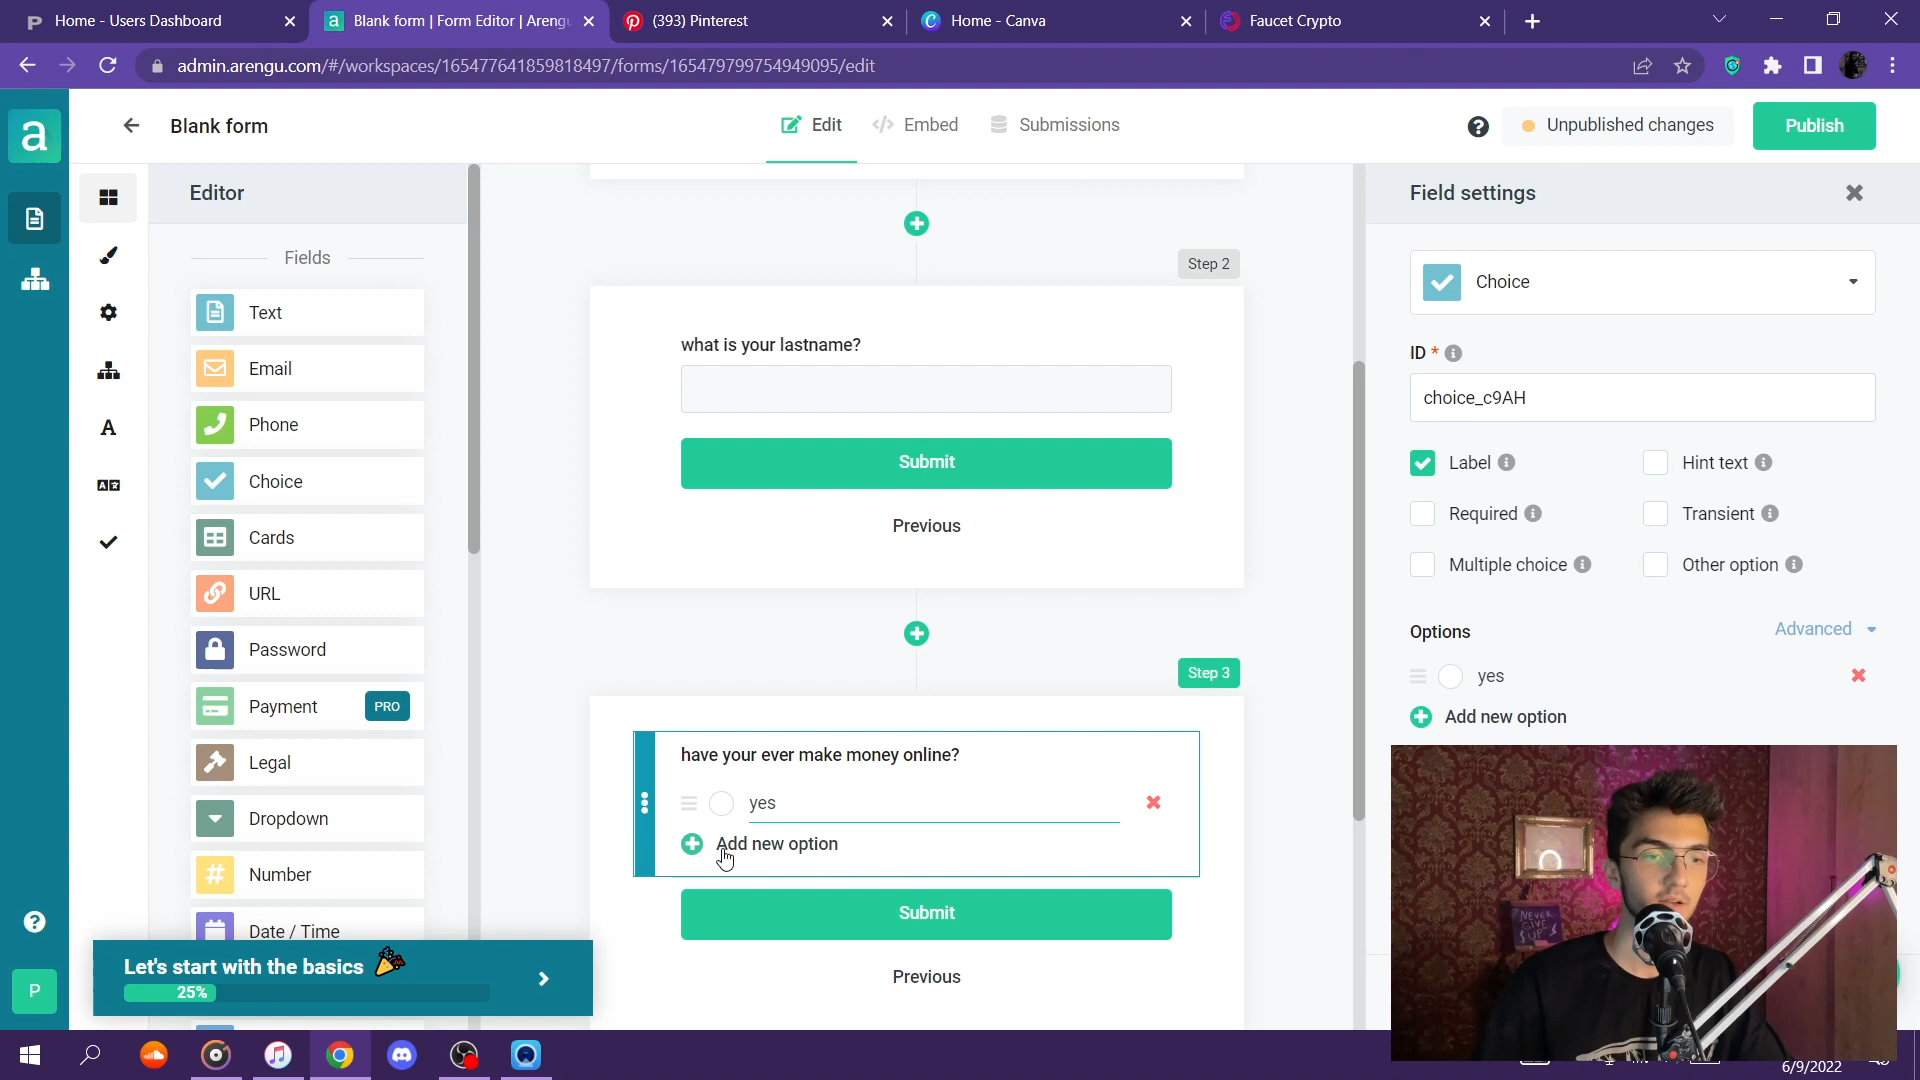 Home - Users Dashboard
Blank form | Form Editor | Areng
(393) Pinterest
Home - Canva
Faucet Crypto
admin.arengu.com/#/workspaces/165477641859818497/forms/165479799754949095/edit
a
Blank form
Edit
Embed
Submissions
Unpublished changes
Publish
Editor
Fields
Text
Email
Phone
Choice
Cards
URL
Password
Payment
PRO
Legal
Dropdown
Number
Date / Time
Let's start with the basics
25%
P
Step 2
what is your lastname?
Submit
Previous
Step 3
have your ever make money online?
yes
Add new option
Submit
Previous
Field settings
Choice
ID *
choice_c9AH
Label
Hint text
Required
Transient
Multiple choice
Other option
Options
Advanced
yes
Add new option
NEVER
GIVE
6/9/2022